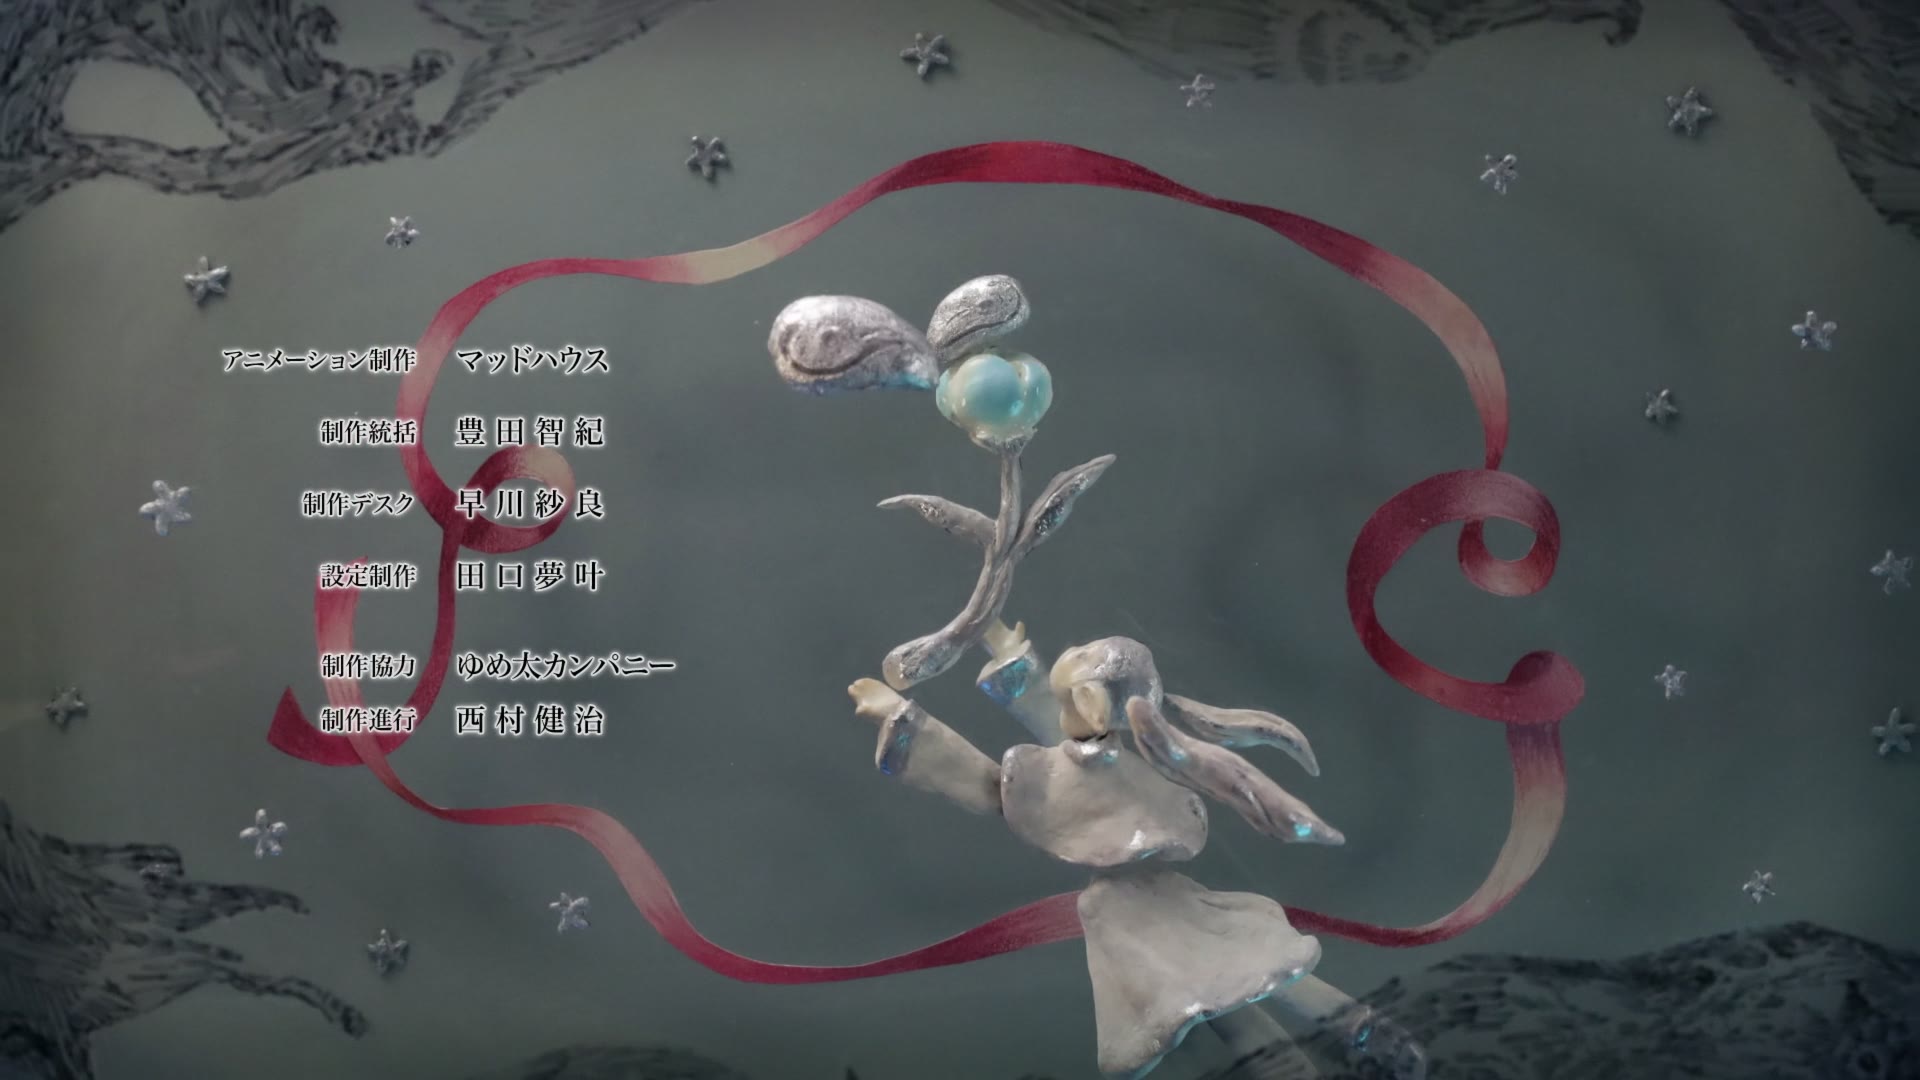 アニメーション制作 マッドハウス
制作統括 豊田智紀
制作デスク 早川紗良
設定制作 田口夢叶
制作協力 ゆめ太カンパニー
制作進行 西村健治